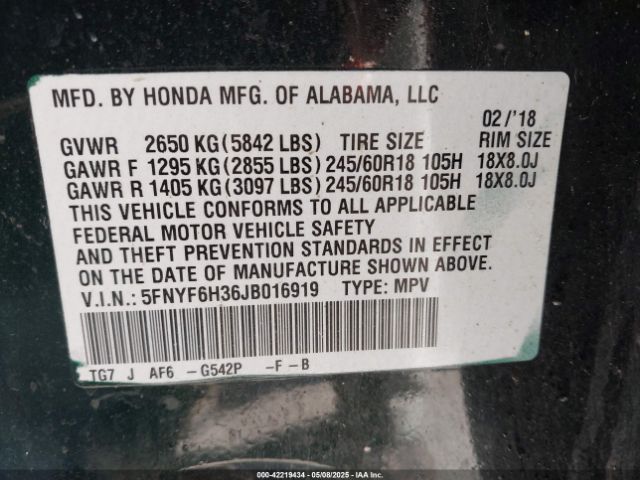 MFD. BY HONDA MFG. OF ALABAMA, LLC
02/'18
GVWR 2650 KG(5842 LBS) TIRE SIZE RIM SIZE
GAWR F 1295 KG(2855 LBS)245/60R18 105H 18X8.0J
GAWR R 1405 KG(3097 LBS)245/60R18 105H 18X8.0J
THIS VEHICLE CONFORMS TO ALL APPLICABLE
FEDERAL MOTOR VEHICLE SAFETY
AND THEFT PREVENTION STANDARDS IN EFFECT
ON THE DATE OF MANUFACTURE SHOWN ABOVE.
V.I.N.: 5FNYF6H36JB016919 TYPE: MPV
TG7 J AF6 -G542P -F-B
000-42219434 | 05/08/2025 | IAA Inc.